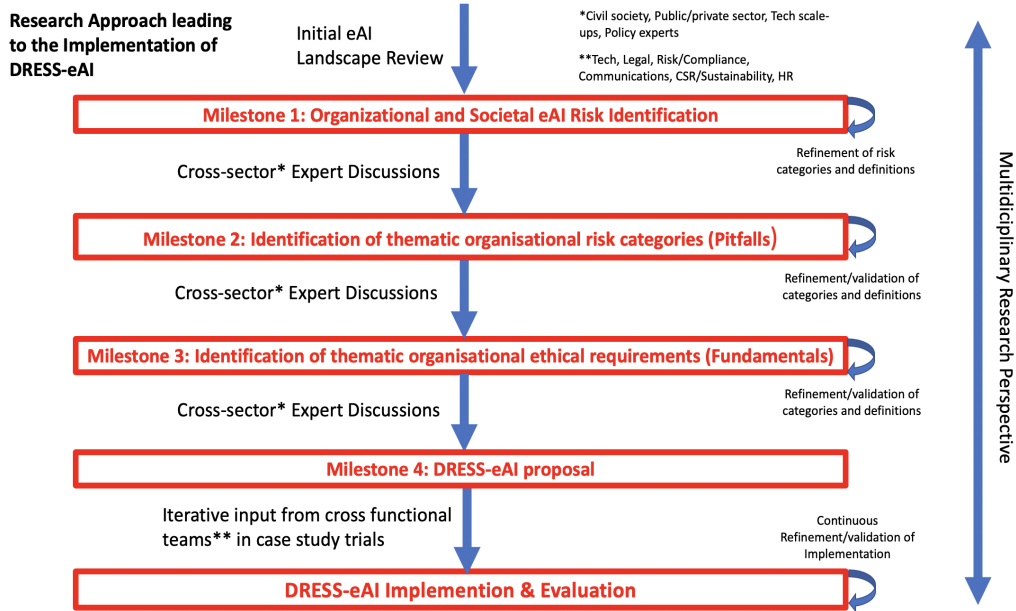 Research Approach leading
to the Implementation of
DRESS-eAI
Initial eAI
Landscape Review
*Civil society, Public/private sector, Tech scale-
ups, Policy experts
**Tech, Legal, Risk/Compliance,
Communications, CSR/Sustainability, HR
Milestone 1: Organizational and Societal eAI Risk Identification
Refinement of risk
categories and definitions
Cross-sector* Expert Discussions
Milestone 2: Identification of thematic organisational risk categories (Pitfalls)
Refinement/validation of
categories and definitions
Cross-sector* Expert Discussions
Milestone 3: Identification of thematic organisational ethical requirements (Fundamentals)
Refinement/validation of
categories and definitions
Cross-sector* Expert Discussions
Milestone 4: DRESS-eAI proposal
Iterative input from cross functional
teams** in case study trials
Continuous
Refinement/validation of
Implementation
DRESS-eAI Implemention & Evaluation
Multidiciplinary Research Perspective